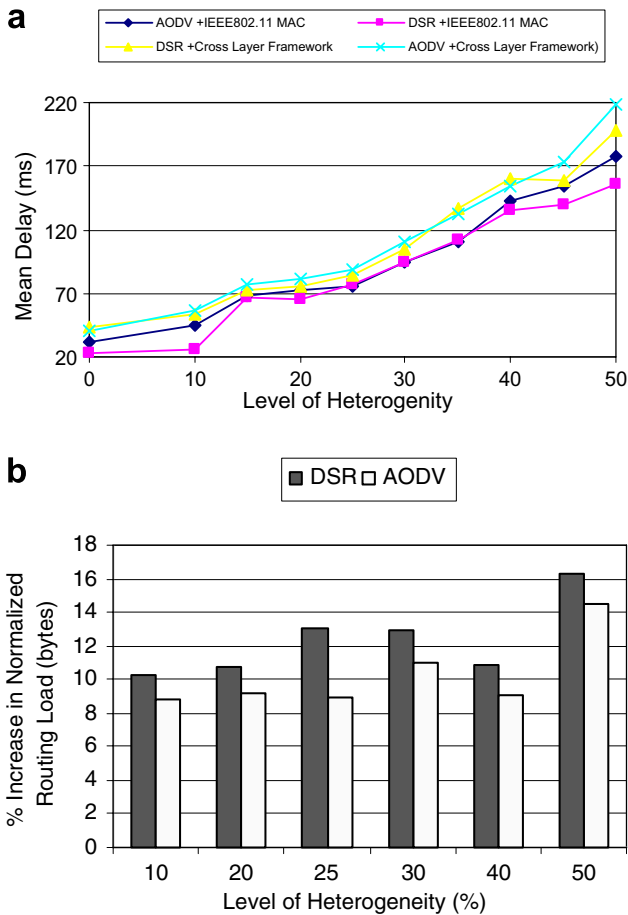 a
AODV +IEEE802.11 MAC
DSR +IEEE802.11 MAC
DSR +Cross Layer Framework
AODV +Cross Layer Framework)
220
170
120
70
20
Mean Delay (ms)
0 10 20 30 40 50
Level of Heterogenity
b
DSR AODV
18
16
14
12
10
8
6
4
2
0
% Increase in Normalized
Routing Load (bytes)
10 20 25 30 40 50
Level of Heterogeneity (%)